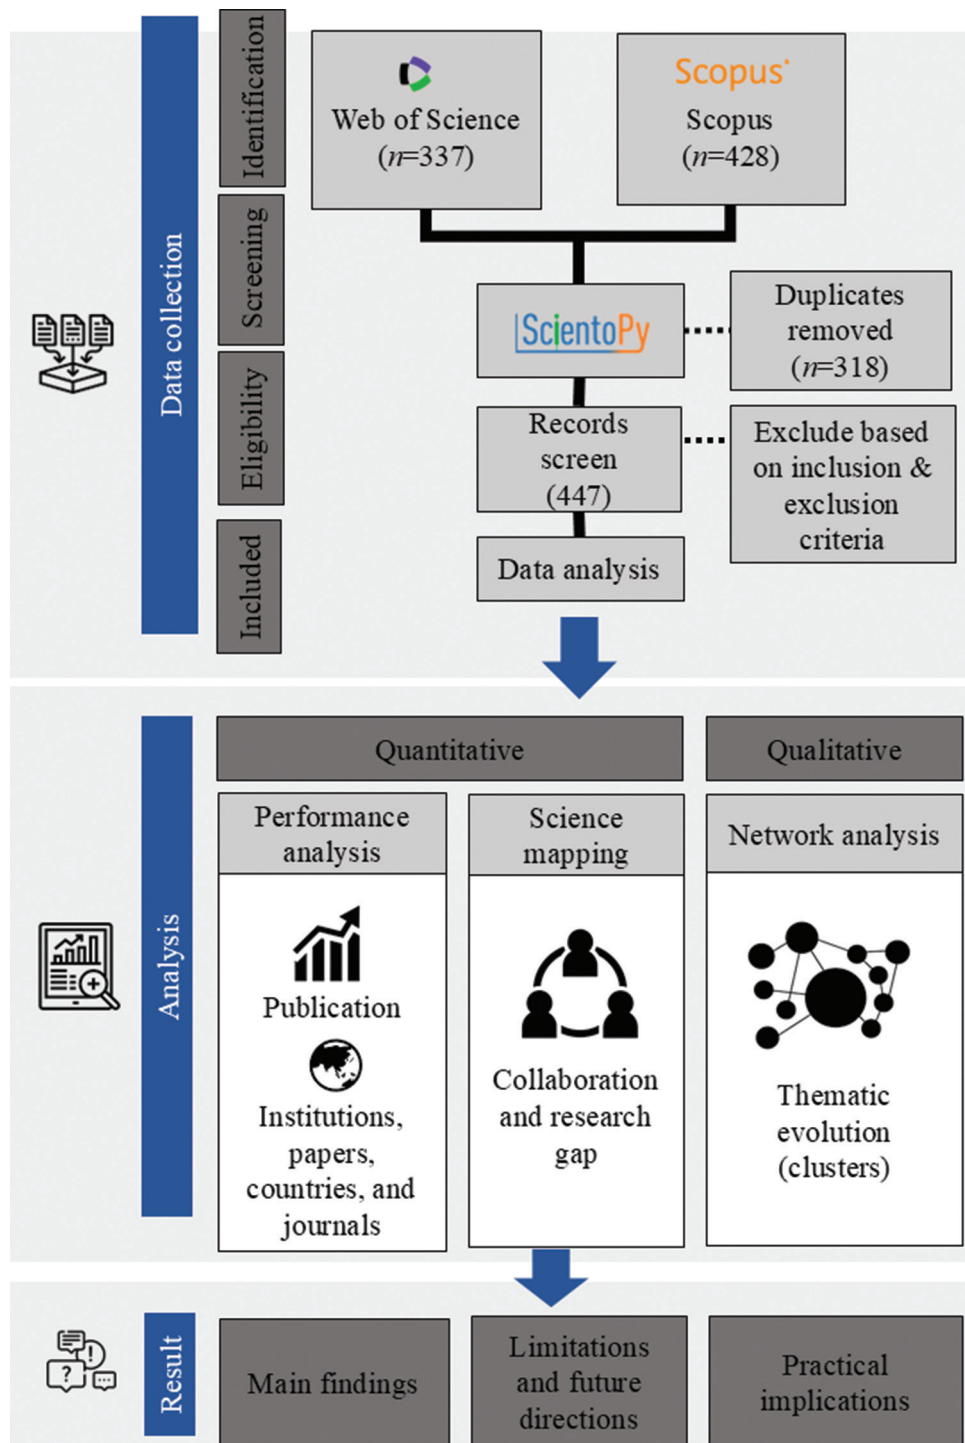 Data collection
Identification
Screening
Eligibility
Included
Web of Science
(n=337)
Scopus
Scopus
(n=428)
ScientoPy
Duplicates
removed
(n=318)
Records
screen
(447)
Exclude based
on inclusion &
exclusion
criteria
Data analysis
Analysis
Quantitative
Qualitative
Performance
analysis
Publication
Institutions,
papers,
countries, and
journals
Science
mapping
Collaboration
and research
gap
Network analysis
Thematic
evolution
(clusters)
Result
Main findings
Limitations
and future
directions
Practical
implications